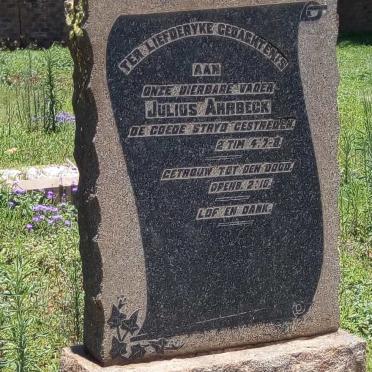 TER LIEFDERYKE GEDACHTENIS
AAN
ONZE DIERBARE VADER
JULIUS AHRBECK
DE GOEDE STRYD GESTREDEN
2 TIM 4:7-8.
GETROUW TOT DEN DOOD
OPENB. 2:10.
LOF EN DANK.